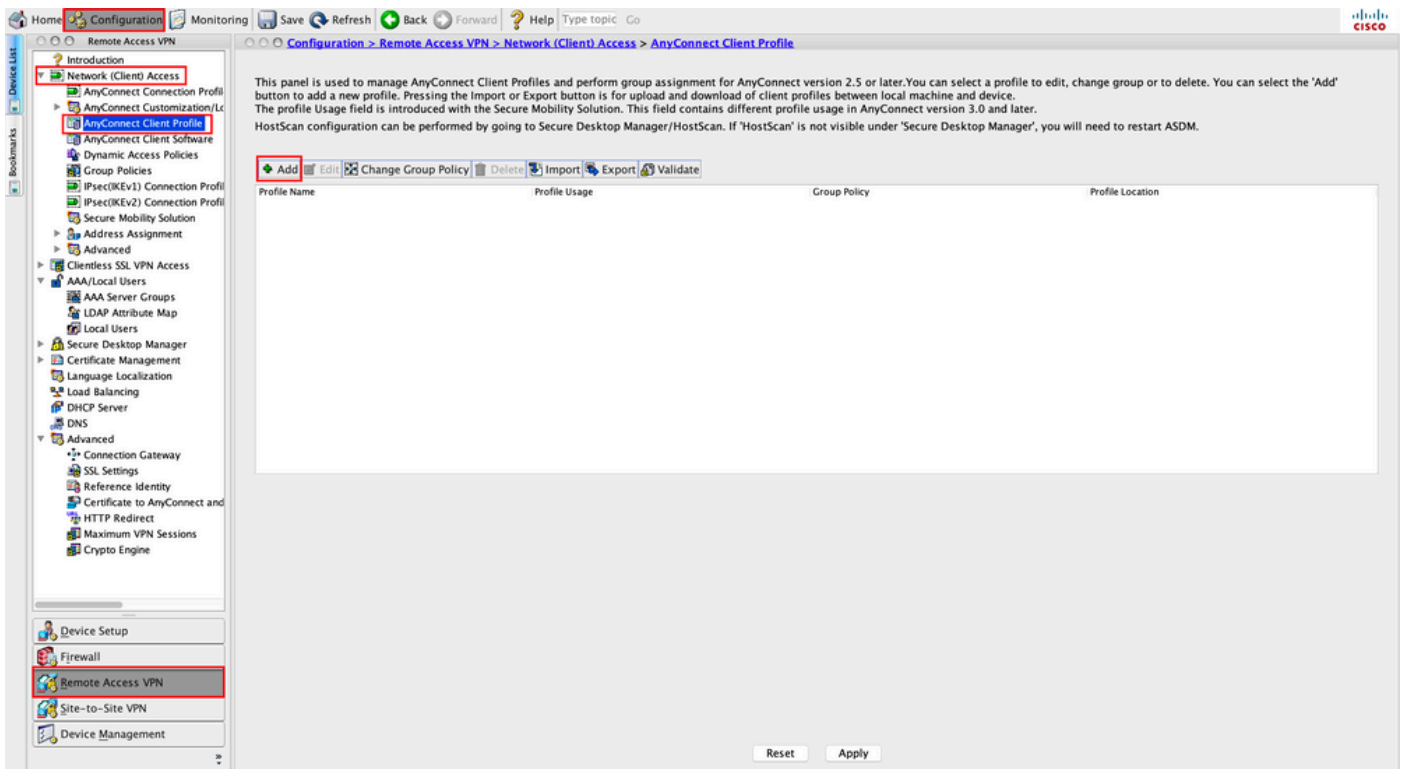 Home Configuration Monitoring Save Refresh Back Forward Help Type topic Go
CISCO
Device List
Bookmarks
Remote Access VPN
Introduction
Network (Client) Access
AnyConnect Connection Profil
AnyConnect Customization/Lc
AnyConnect Client Profile
AnyConnect Client Software
Dynamic Access Policies
Group Policies
IPsec(IKEv1) Connection Profil
IPsec(IKEv2) Connection Profil
Secure Mobility Solution
Address Assignment
Advanced
Clientless SSL VPN Access
AAA/Local Users
AAA Server Groups
LDAP Attribute Map
Local Users
Secure Desktop Manager
Certificate Management
Language Localization
Load Balancing
DHCP Server
DNS
Advanced
Connection Gateway
SSL Settings
Reference Identity
Certificate to AnyConnect and
HTTP Redirect
Maximum VPN Sessions
Crypto Engine
Device Setup
Firewall
Remote Access VPN
Site-to-Site VPN
Device Management
»
Configuration > Remote Access VPN > Network (Client) Access > AnyConnect Client Profile
This panel is used to manage AnyConnect Client Profiles and perform group assignment for AnyConnect version 2.5 or later.You can select a profile to edit, change group or to delete. You can select the 'Add'
button to add a new profile. Pressing the Import or Export button is for upload and download of client profiles between local machine and device.
The profile Usage field is introduced with the Secure Mobility Solution. This field contains different profile usage in AnyConnect version 3.0 and later.
HostScan configuration can be performed by going to Secure Desktop Manager/HostScan. If 'HostScan' is not visible under 'Secure Desktop Manager', you will need to restart ASDM.
Add Edit Change Group Policy Delete Import Export Validate
Profile Name Profile Usage Group Policy Profile Location
Reset Apply